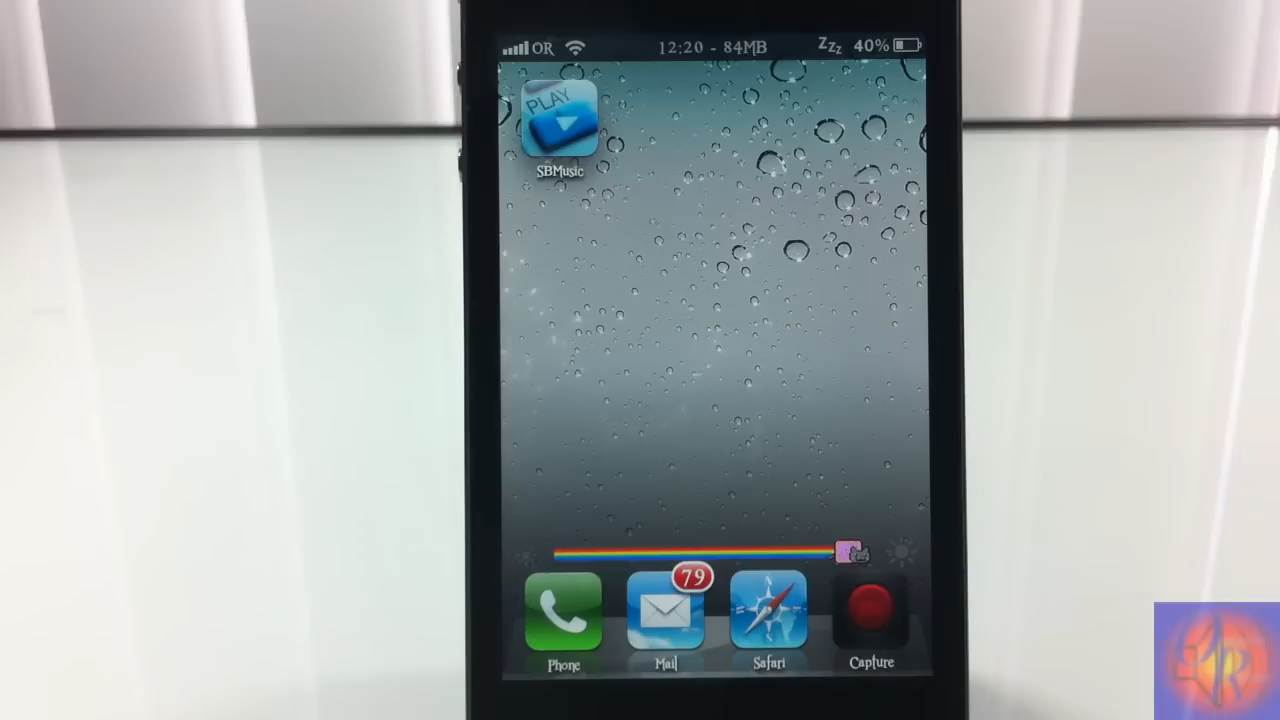 OR 12:20 - 84MB Zzz 40%
PLAY
SBMusic
79
N
S
Phone Mail Safari Capture
R